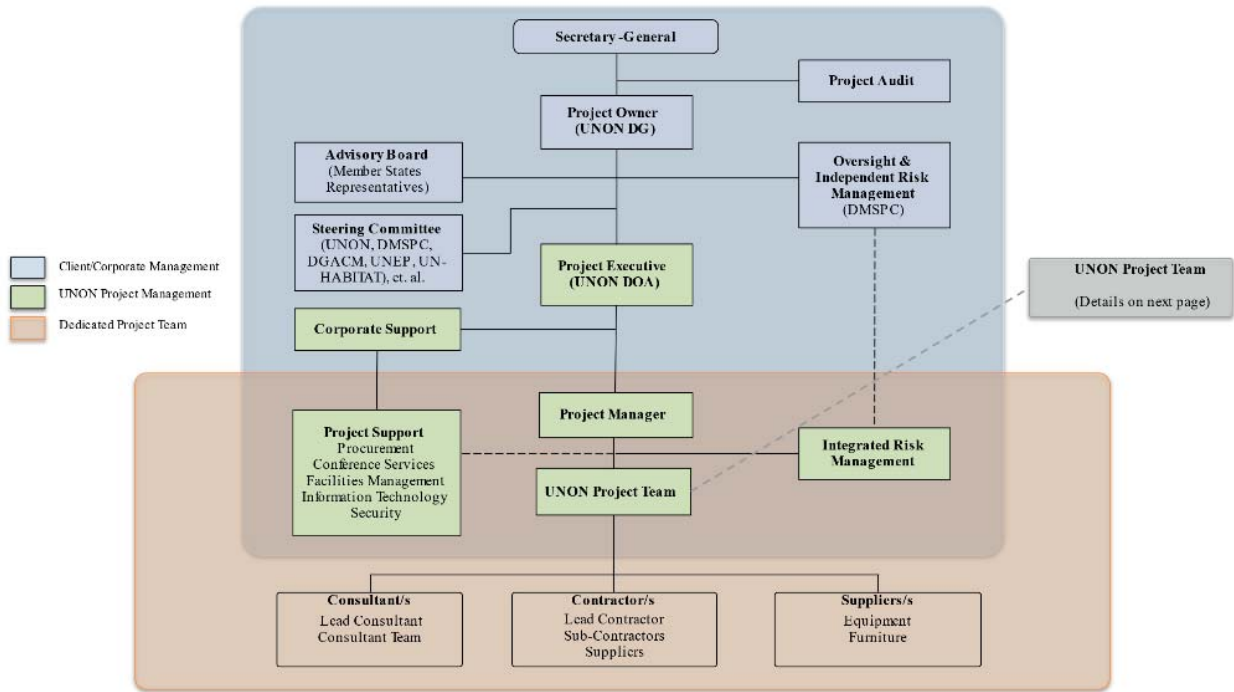 Secretary-General
Project Audit
Project Owner
(UNON DG)
Advisory Board
(Member States
Representatives)
Oversight &
Independent Risk
Management
(DMSPC)
Steering Committee
(UNON, DMSPC,
DGACM, UNEP, UN-
HABITAT), ct. al.
Project Executive
(UNON DOA)
Client/Corporate Management
UNON Project Management
Dedicated Project Team
UNON Project Team
(Details on next page)
Corporate Support
Project Manager
Project Support
Procurement
Conference Services
Facilities Management
Information Technology
Security
Integrated Risk
Management
UNON Project Team
Consultant/s
Lead Consultant
Consultant Team
Contractor/s
Lead Contractor
Sub-Contractors
Suppliers
Suppliers/s
Equipment
Furniture